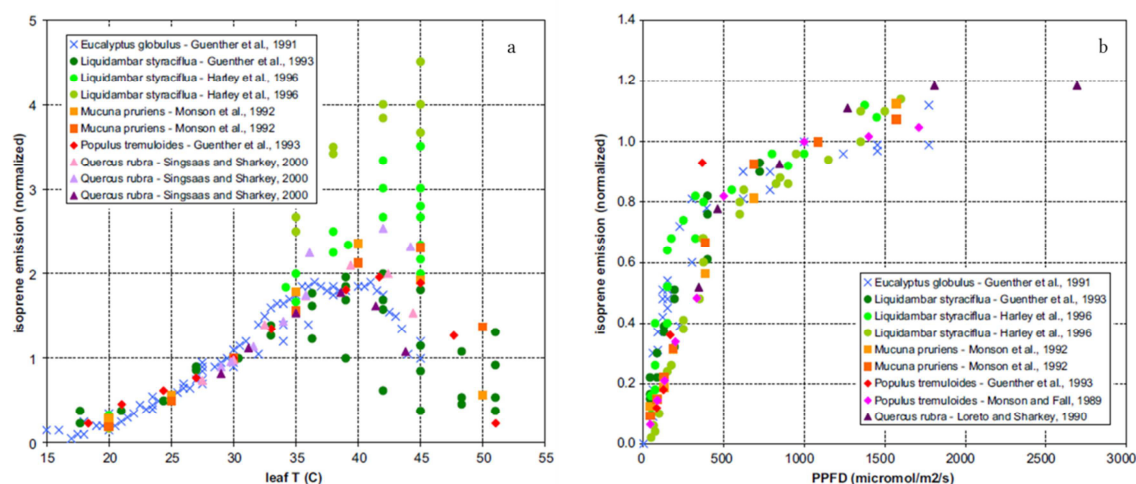 a
5
4
3
2
1
0
isoprene emission (normalized)
Eucalyptus globulus - Guenther et al., 1991
Liquidambar styraciflua - Guenther et al., 1993
Liquidambar styraciflua - Harley et al., 1996
Liquidambar styraciflua - Harley et al., 1996
Mucuna pruriens - Monson et al., 1992
Mucuna pruriens - Monson et al., 1992
Populus tremuloides - Guenther et al., 1993
Quercus rubra - Singsaas and Sharkey, 2000
Quercus rubra - Singsaas and Sharkey, 2000
Quercus rubra - Singsaas and Sharkey, 2000
15 20 25 30 35 40 45 50 55
leaf T (C)
b
1.4
1.2
1.0
0.8
0.6
0.4
0.2
0.0
isoprene emission (normalized)
Eucalyptus globulus - Guenther et al., 1991
Liquidambar styraciflua - Guenther et al., 1993
Liquidambar styraciflua - Harley et al., 1996
Liquidambar styraciflua - Harley et al., 1996
Mucuna pruriens - Monson et al., 1992
Mucuna pruriens - Monson et al., 1992
Populus tremuloides - Guenther et al., 1993
Populus tremuloides - Monson and Fall, 1989
Quercus rubra - Loreto and Sharkey, 1990
0 500 1000 1500 2000 2500 3000
PPFD (micromol/m2/s)